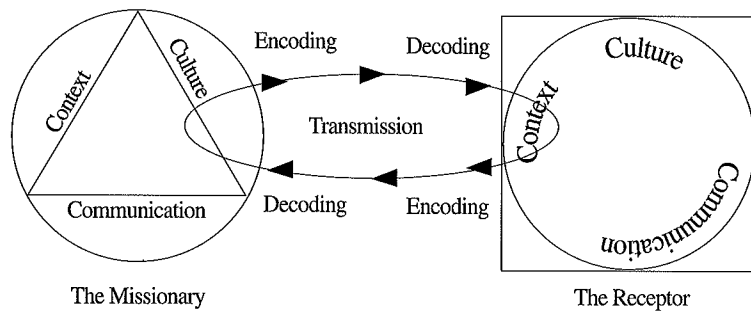 Encoding
Decoding
Culture
Context
Culture
Context
Transmission
Communication
Communication
Decoding
Encoding
The Missionary
The Receptor